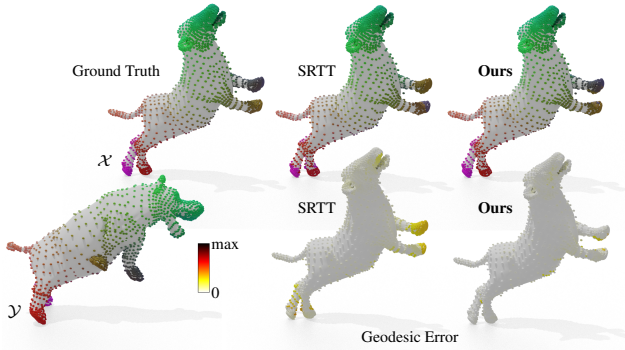 Ground Truth
SRTT
Ours
𝒳
SRTT
Ours
max
0
𝒴
Geodesic Error